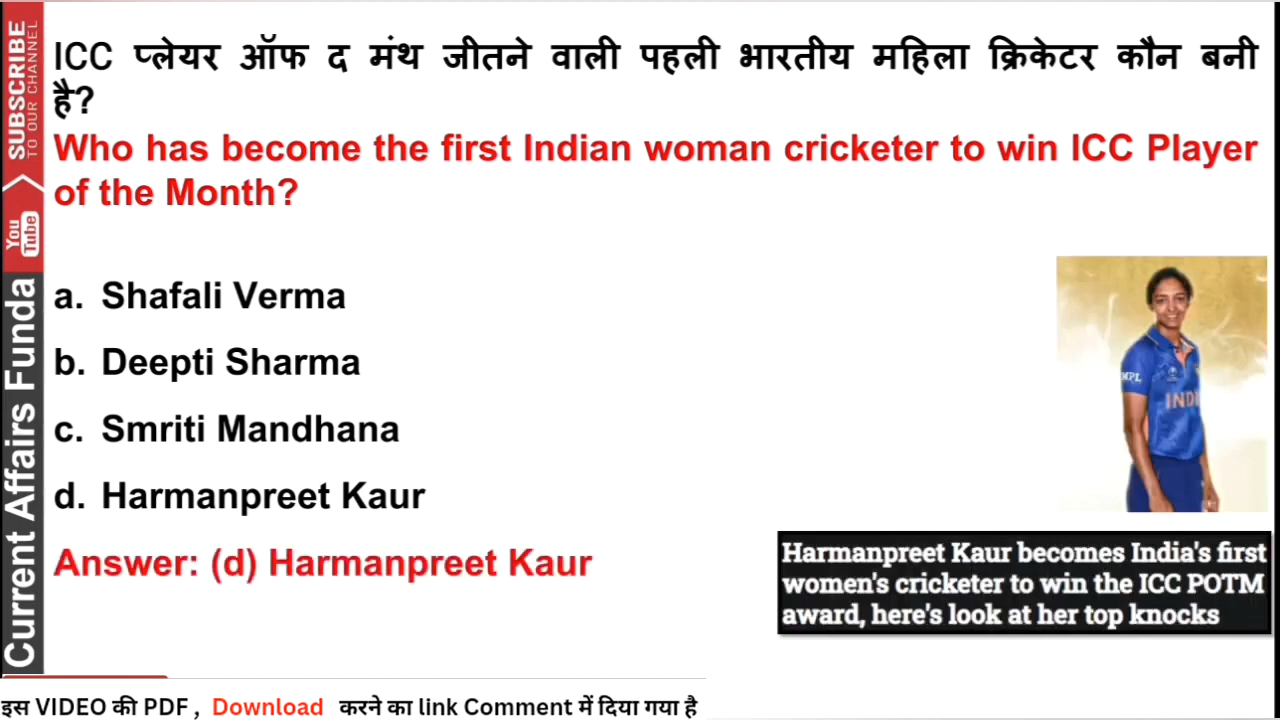 ICC प्लेयर ऑफ द मंथ जीतने वाली पहली भारतीय महिला क्रिकेटर कौन बनी
है?
Who has become the first Indian woman cricketer to win ICC Player
of the Month?
a. Shafali Verma
b. Deepti Sharma
c. Smriti Mandhana
d. Harmanpreet Kaur
Answer: (d) Harmanpreet Kaur
MPL
INDI
Harmanpreet Kaur becomes India's first
women's cricketer to win the ICC POTM
award, here's look at her top knocks
SUBSCRIBE
TO OUR CHANNEL
You
Tube
Current Affairs Funda
इस VIDEO की PDF , Download करने का link Comment में दिया गया है